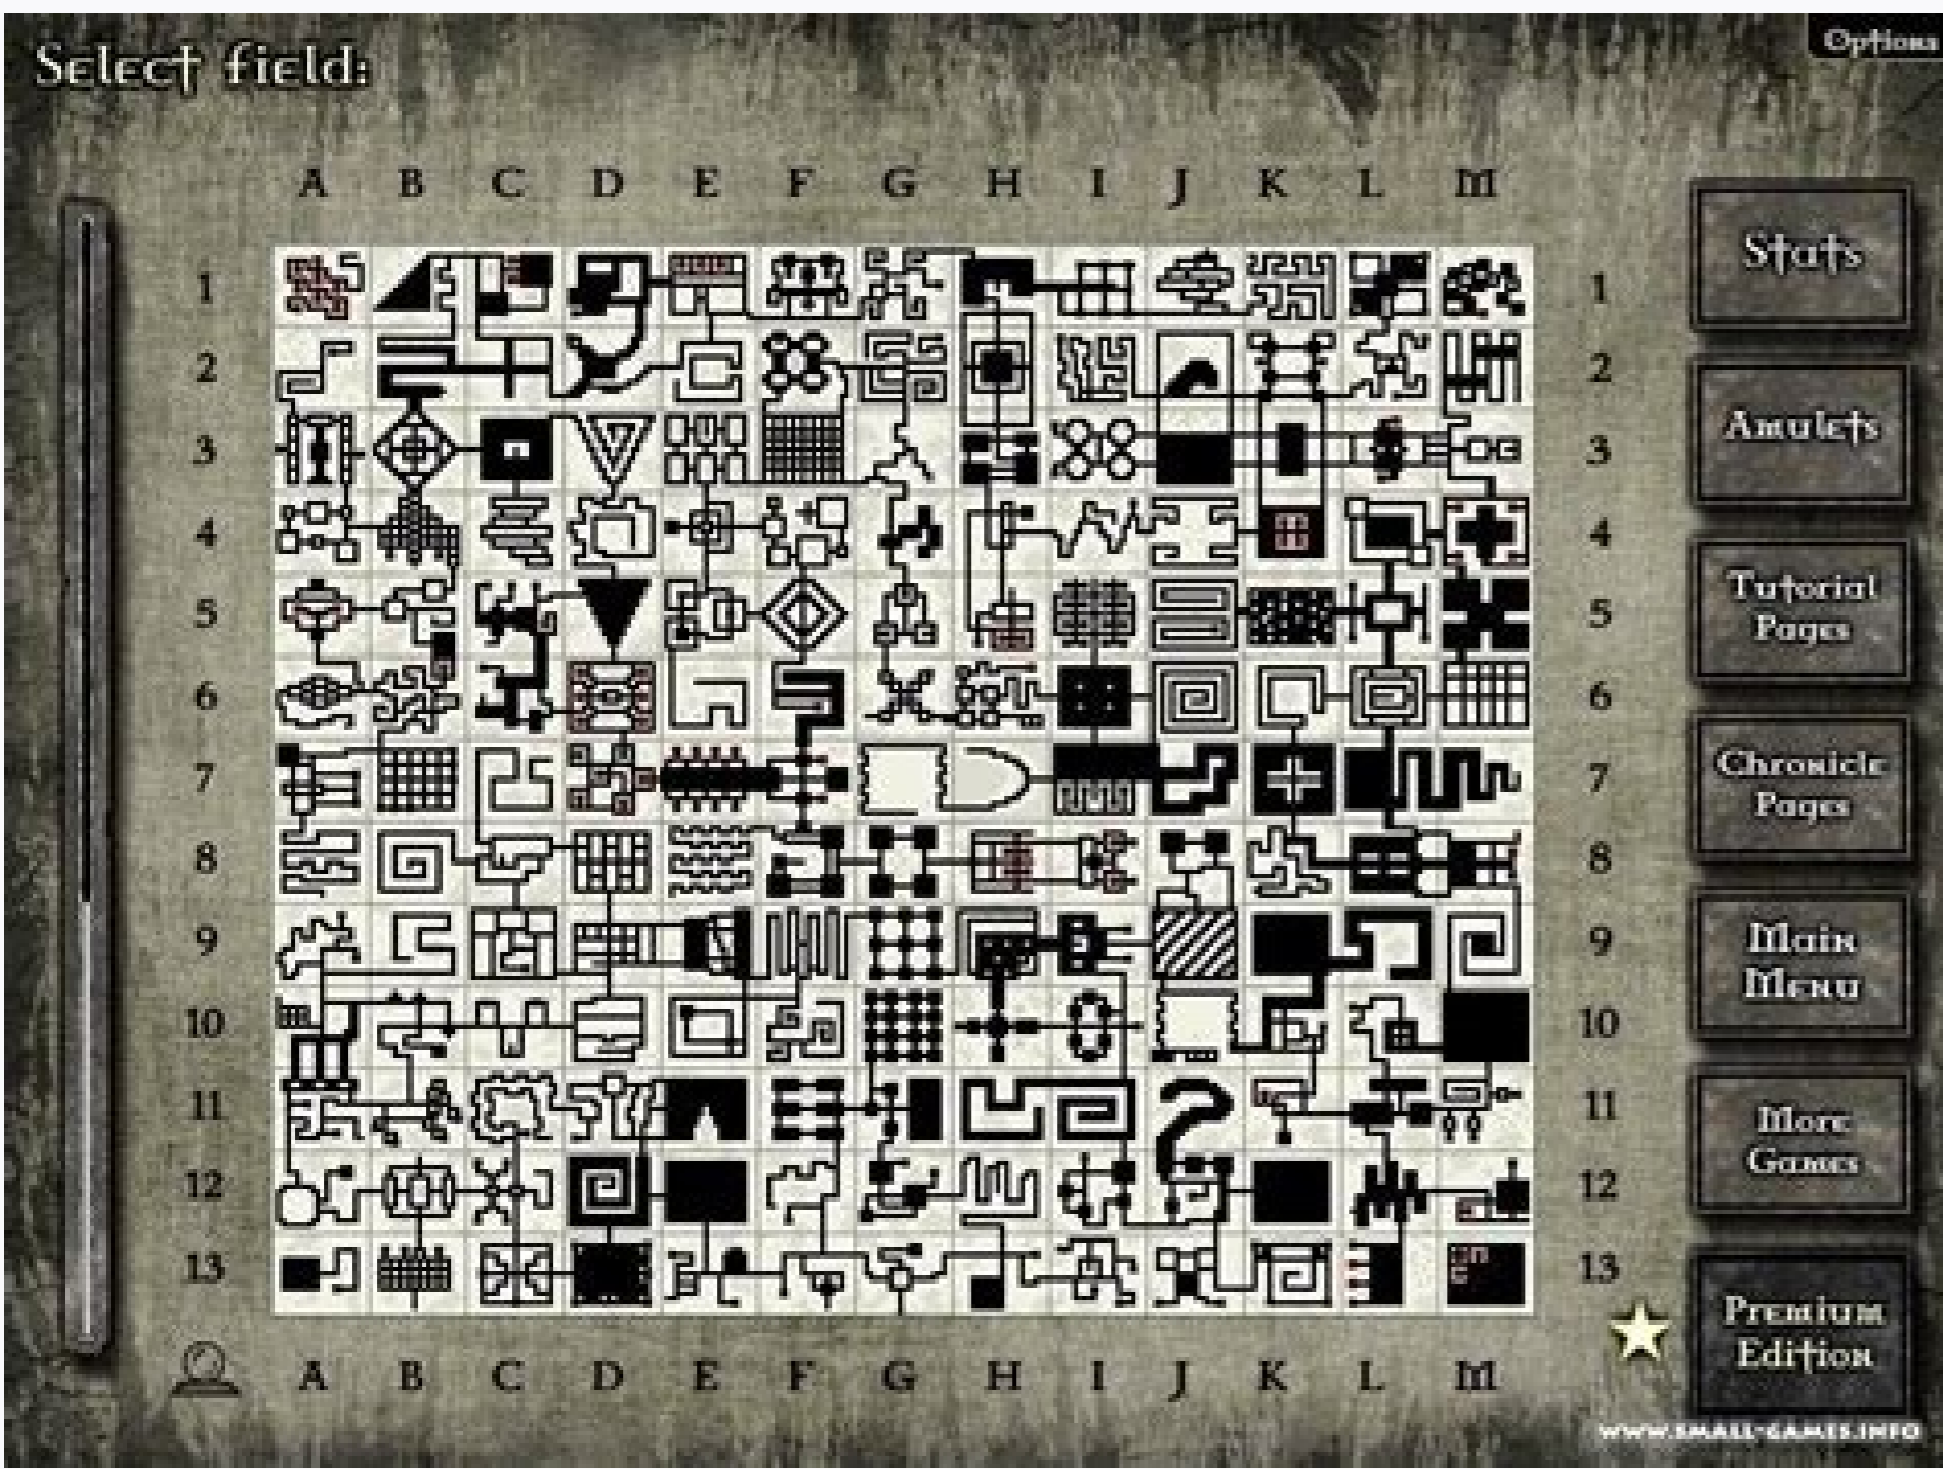 Options
Select field:
A B C D E F G H I J K L M
1 1
2 2
3 3
4 4
5 5
6 6
7 7
8 8
9 9
10 10
11 11
12 12
13 13
A B C D E F G H I J K L M
Stats
Amulets
Tutorial
Pages
Chronicle
Pages
Main
Menu
More
Games
Premium
Edition
WWW.SMALL-GAMES.INFO